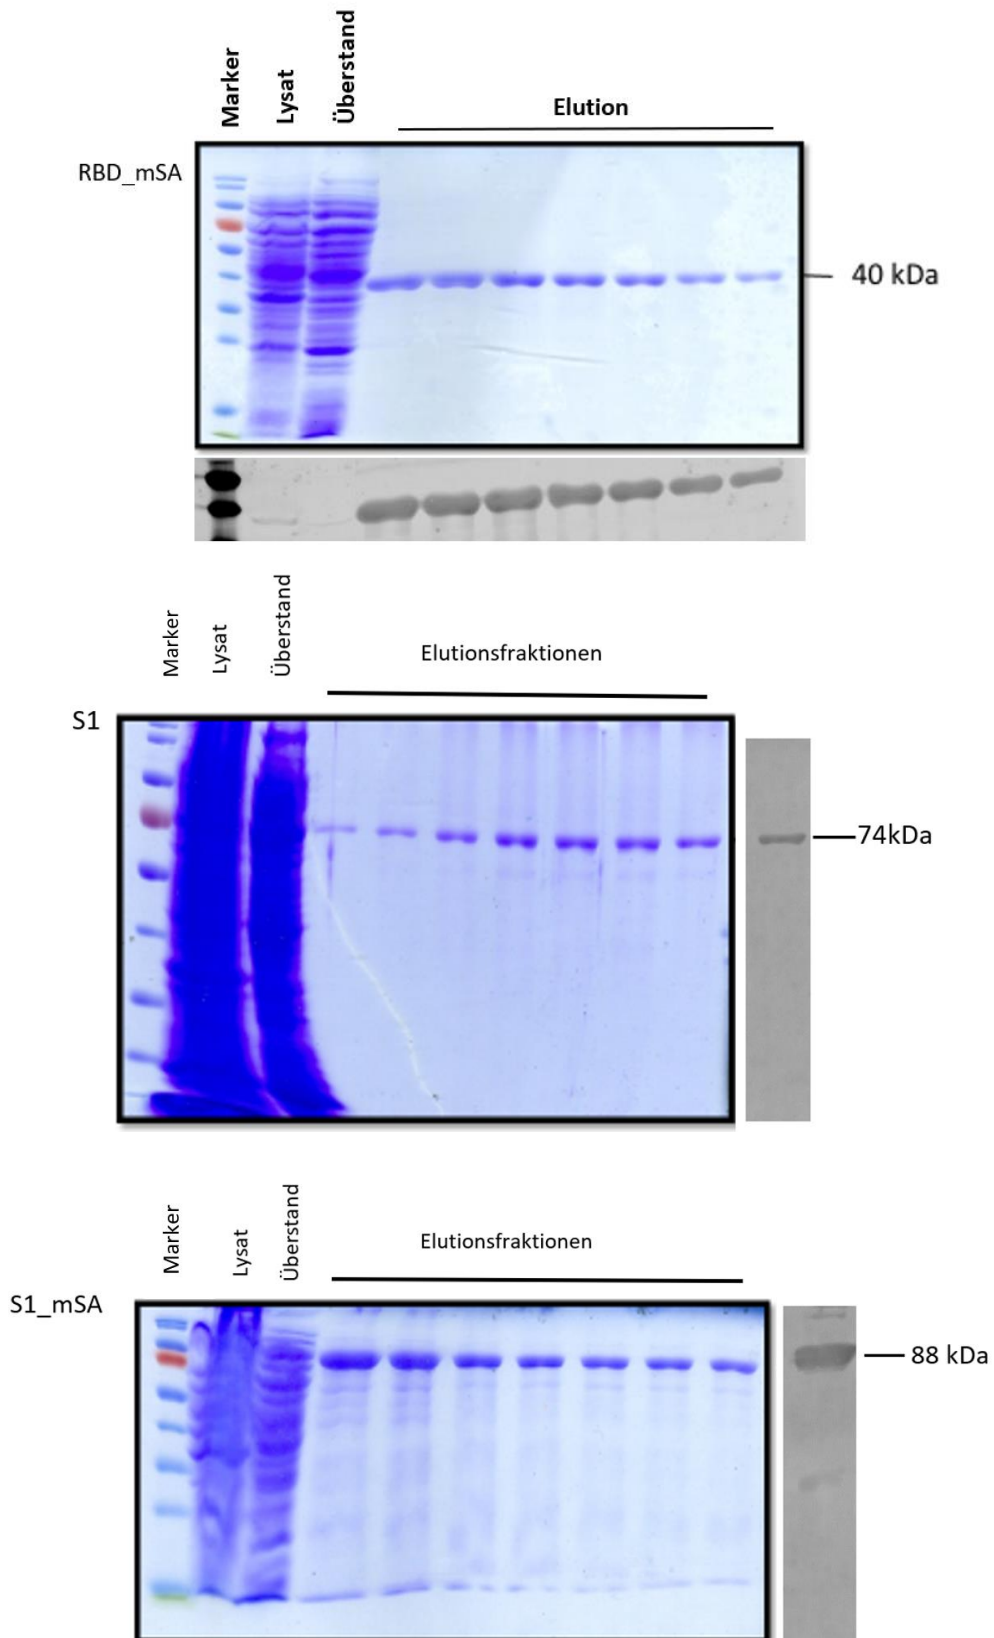 Marker
Lysat
Überstand
Elution
RBD_mSA
40 kDa
Marker
Lysat
Überstand
Elutionsfraktionen
S1
74kDa
Marker
Lysat
Überstand
Elutionsfraktionen
S1_mSA
88 kDa